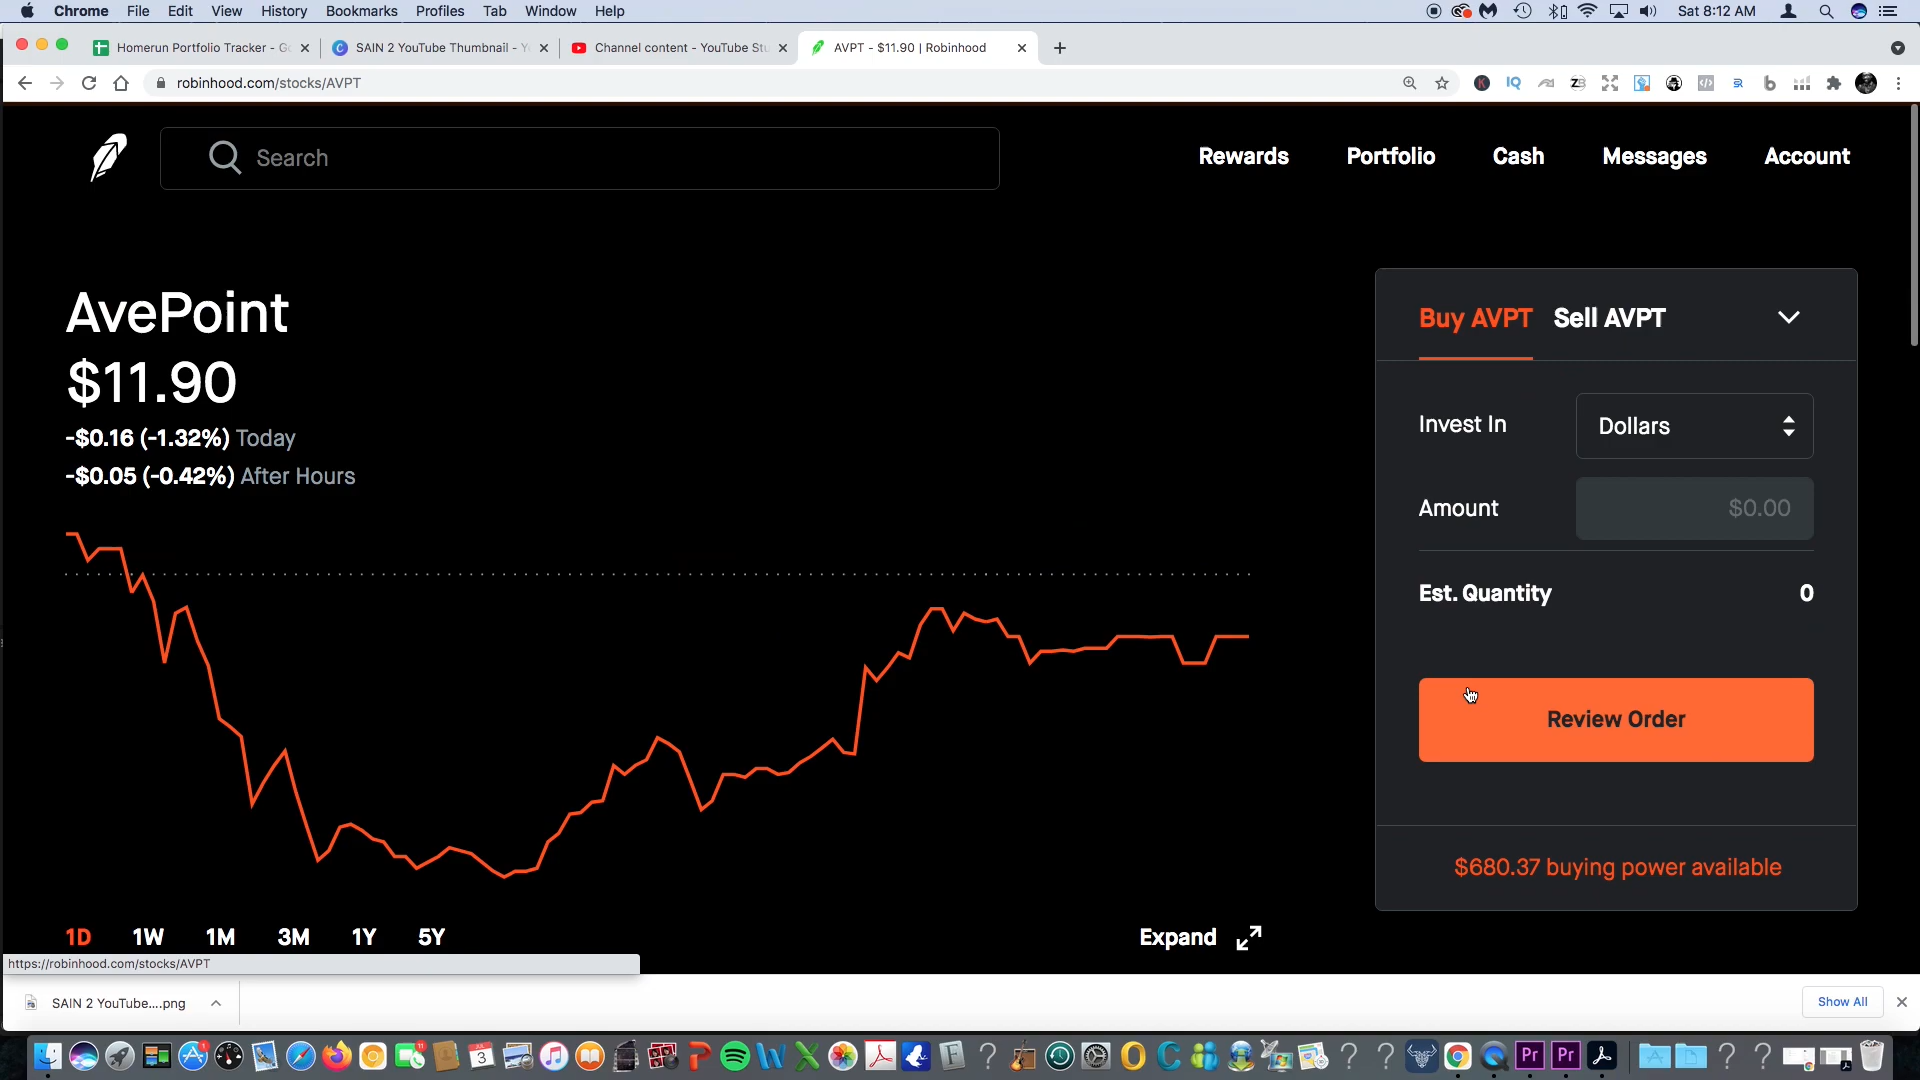 Chrome File Edit View History Bookmarks Profiles Tab Window Help Sat 8:12 AM
Homerun Portfolio Tracker - Go
SAIN 2 YouTube Thumbnail - Y
Channel content - YouTube Stu
AVPT - $11.90 | Robinhood
robinhood.com/stocks/AVPT
Search
Rewards Portfolio Cash Messages Account
AvePoint
$11.90
-$0.16 (-1.32%) Today
-$0.05 (-0.42%) After Hours
1D 1W 1M 3M 1Y 5Y
Expand
Buy AVPT Sell AVPT
Invest In Dollars
Amount $0.00
Est. Quantity 0
Review Order
$680.37 buying power available
https://robinhood.com/stocks/AVPT
SAIN 2 YouTube....png
Show All